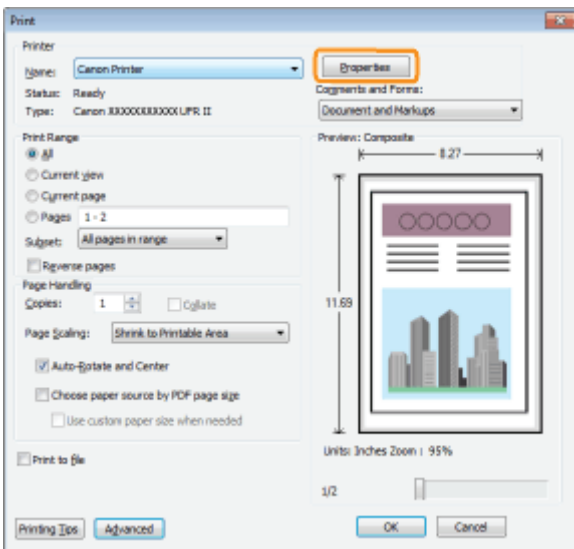 Print
Printer
Name: Canon Printer
Properties
Status: Ready
Comments and Forms:
Type: Canon XXXXXXXXXXX UFR II
Document and Markups
Print Range
Preview: Composite
All
8.27
Current view
Current page
Pages 1 - 2
OOOOO
Subset: All pages in range
Reverse pages
Page Handling
Copies: 1 Collate
11.69
Page Scaling: Shrink to Printable Area
Auto-Rotate and Center
Choose paper source by PDF page size
Use custom paper size when needed
Units: Inches Zoom : 95%
Print to file
1/2
Printing Tips Advanced OK Cancel